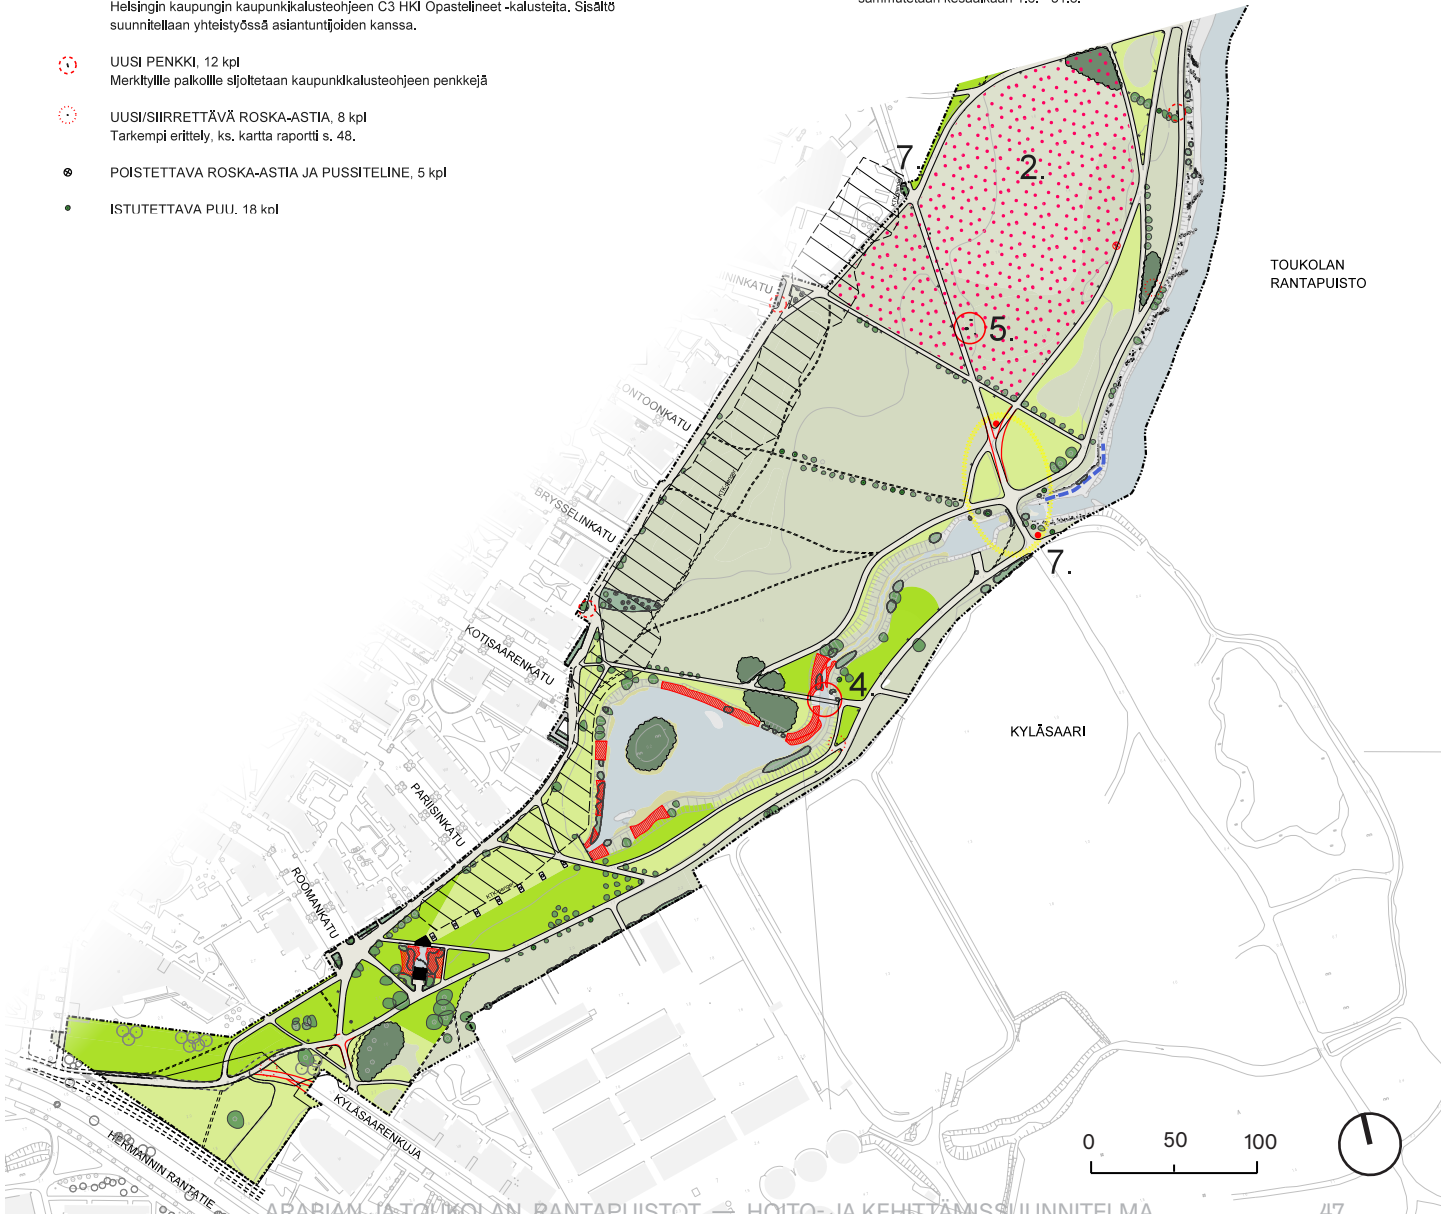 Helsingin kaupungin kaupunkikalusteohjeen C3 HKI Opastelineet -kalusteita. Sisältö
suunnitellaan yhteistyössä asiantuntijoiden kanssa.
UUSI PENKKI, 12 kpl
Merkityille paikoille sijoitetaan kaupunkikalusteohjeen penkkejä
UUSI/SIIRRETTÄVÄ ROSKA-ASTIA, 8 kpl
Tarkempi erittely, ks. kartta raportti s. 48.
POISTETTAVA ROSKA-ASTIA JA PUSSITELINE, 5 kpl
ISTUTETTAVA PUU, 18 kpl
7.
2.
TOUKOLAN
RANTAPUISTO
ININKATU
5.
LONTOONKATU
BRYSSELINKATU
7.
KOTISAARENKATU
4.
KYLÄSAARI
PARIISINKATU
ROOMANKATU
KYLÄSAARENKUJA
HERMANNIN RANTATIE
0 50 100
ARABIAN JA TOUKOLAN RANTAPUISTOT — HOITO- JA KEHITTÄMISSUUNNITELMA 47